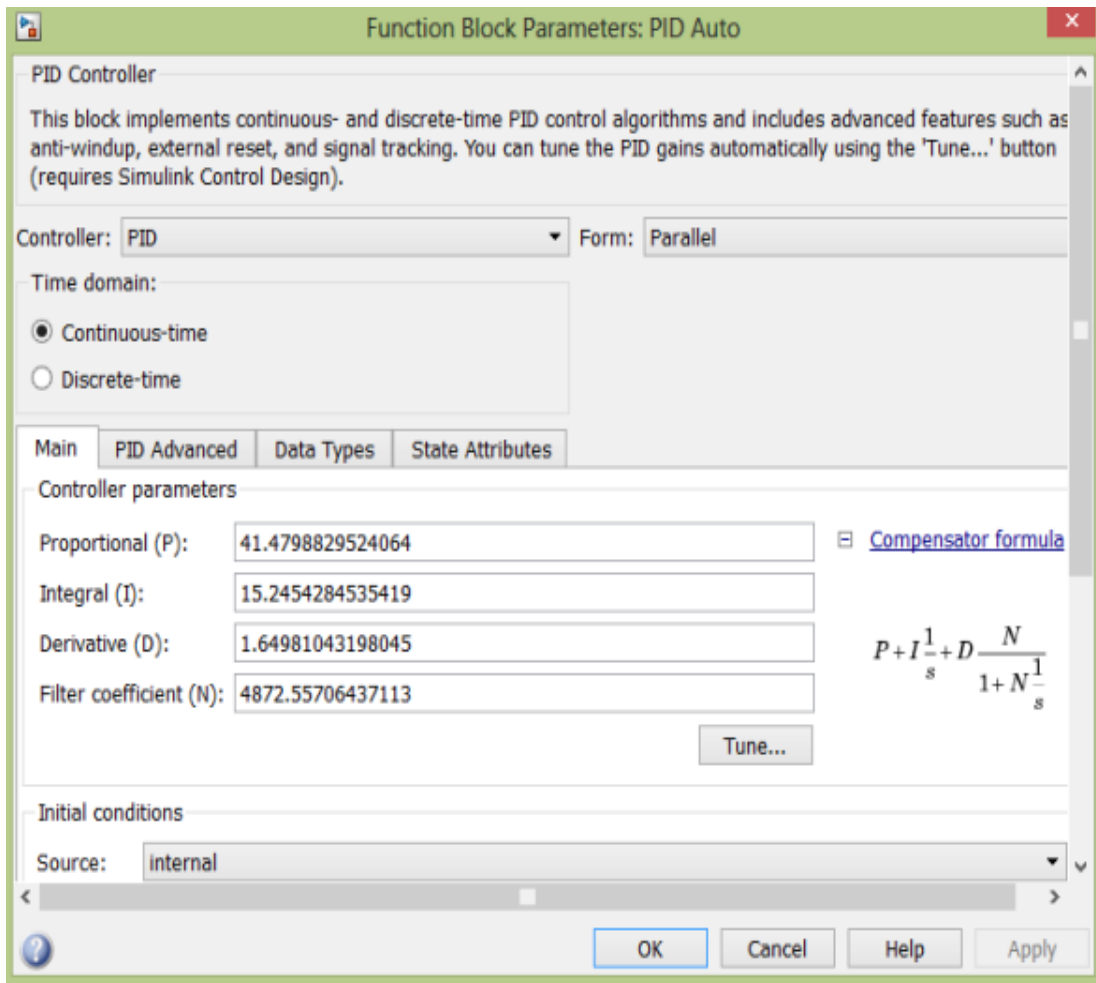 Function Block Parameters: PID Auto
x
PID Controller
This block implements continuous- and discrete-time PID control algorithms and includes advanced features such as
anti-windup, external reset, and signal tracking. You can tune the PID gains automatically using the 'Tune...' button
(requires Simulink Control Design).
Controller: PID Form: Parallel
Time domain:
Continuous-time
Discrete-time
Main PID Advanced Data Types State Attributes
Controller parameters
Proportional (P): 41.4798829524064 Compensator formula
Integral (I): 15.2454284535419
Derivative (D): 1.64981043198045
Filter coefficient (N): 4872.55706437113
P + I 1/s + D N/(1 + N 1/s)
Tune...
Initial conditions
Source: internal
? OK Cancel Help Apply